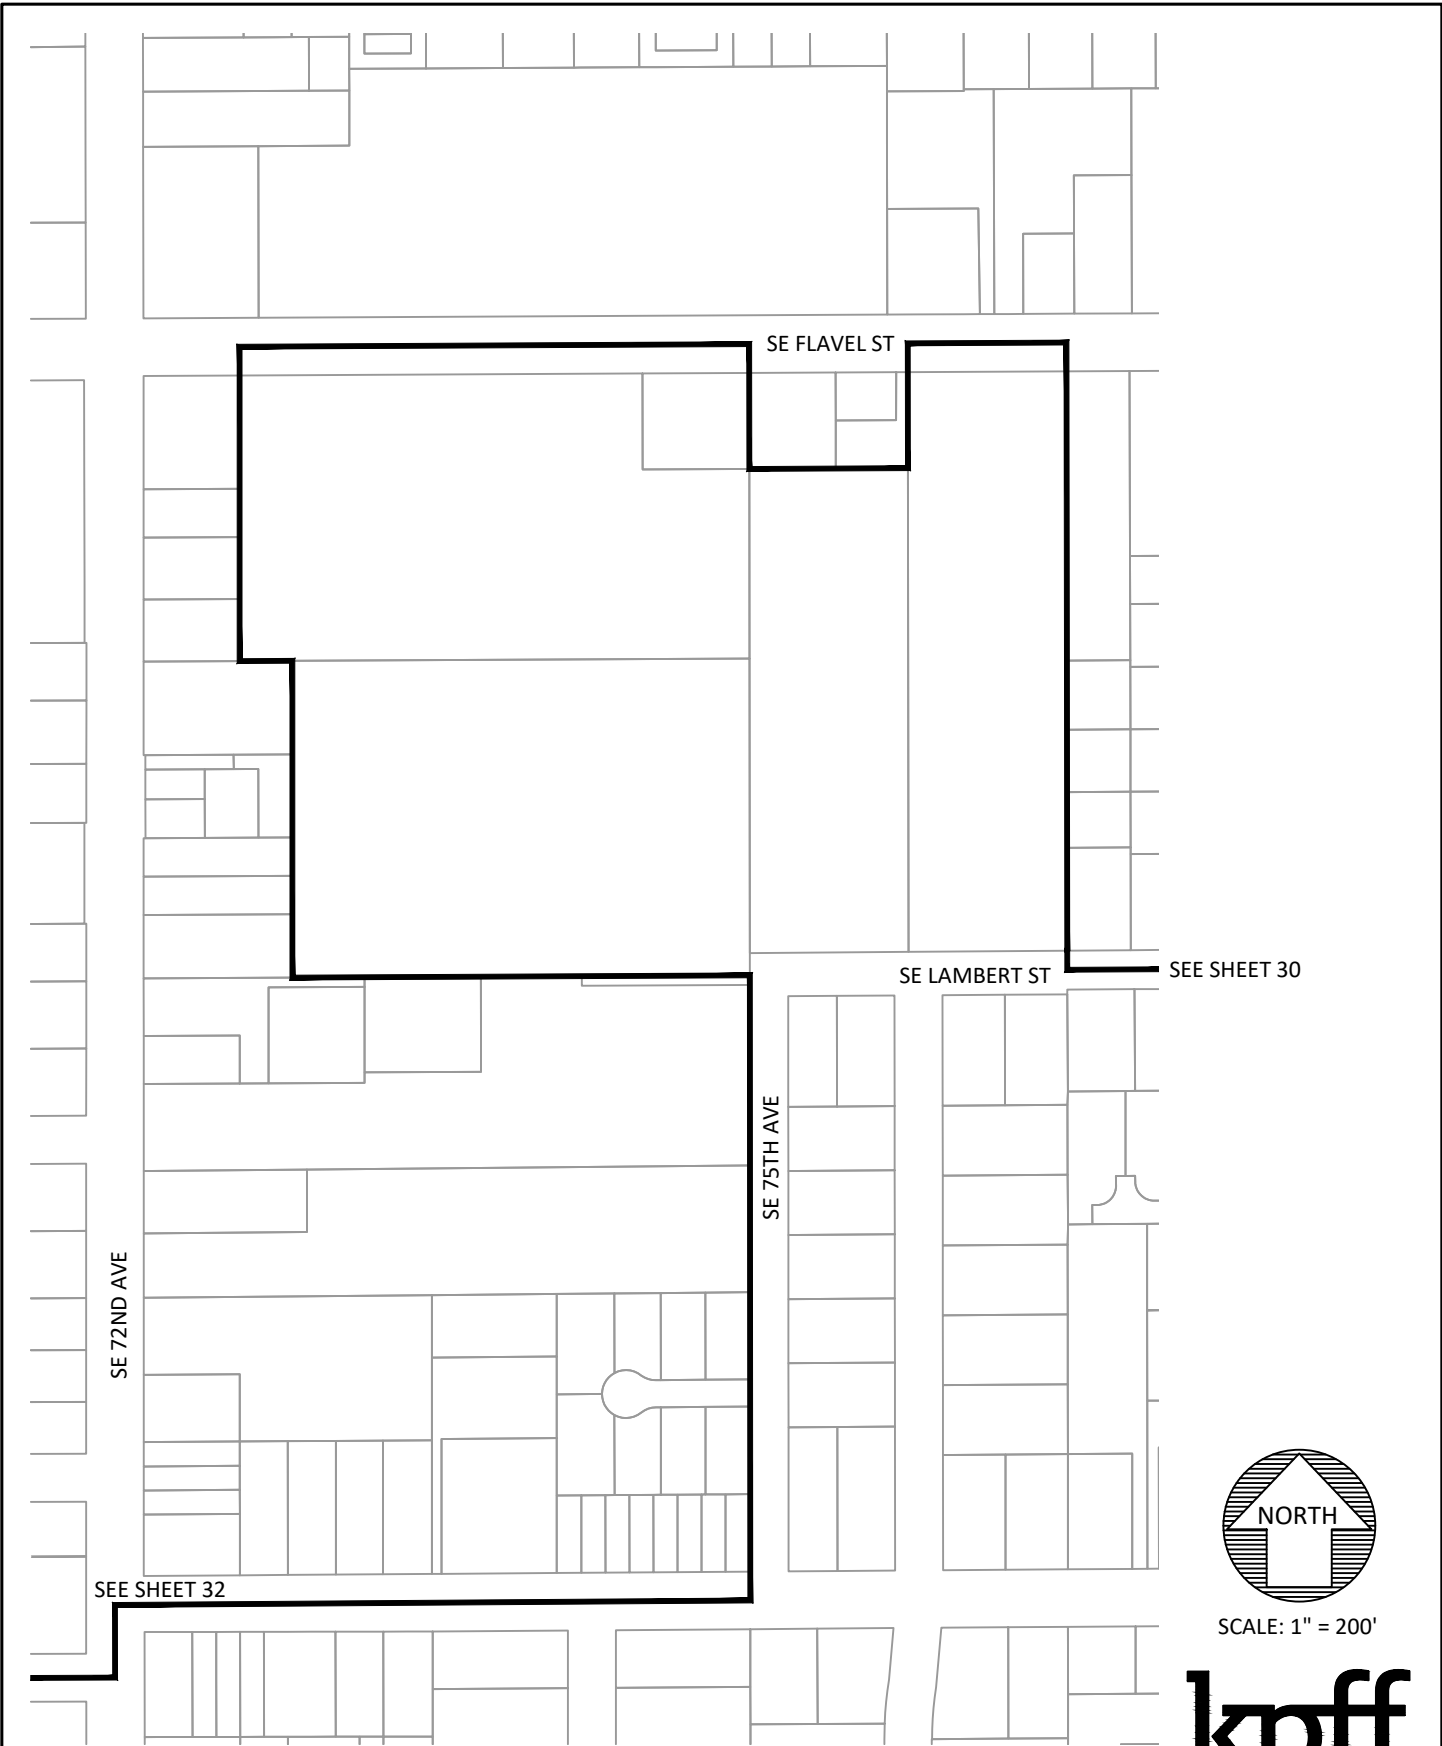 SE FLAVEL ST
SE LAMBERT ST
SEE SHEET 30
SE 75TH AVE
SE 72ND AVE
NORTH
SEE SHEET 32
SCALE: 1" = 200'
kpff